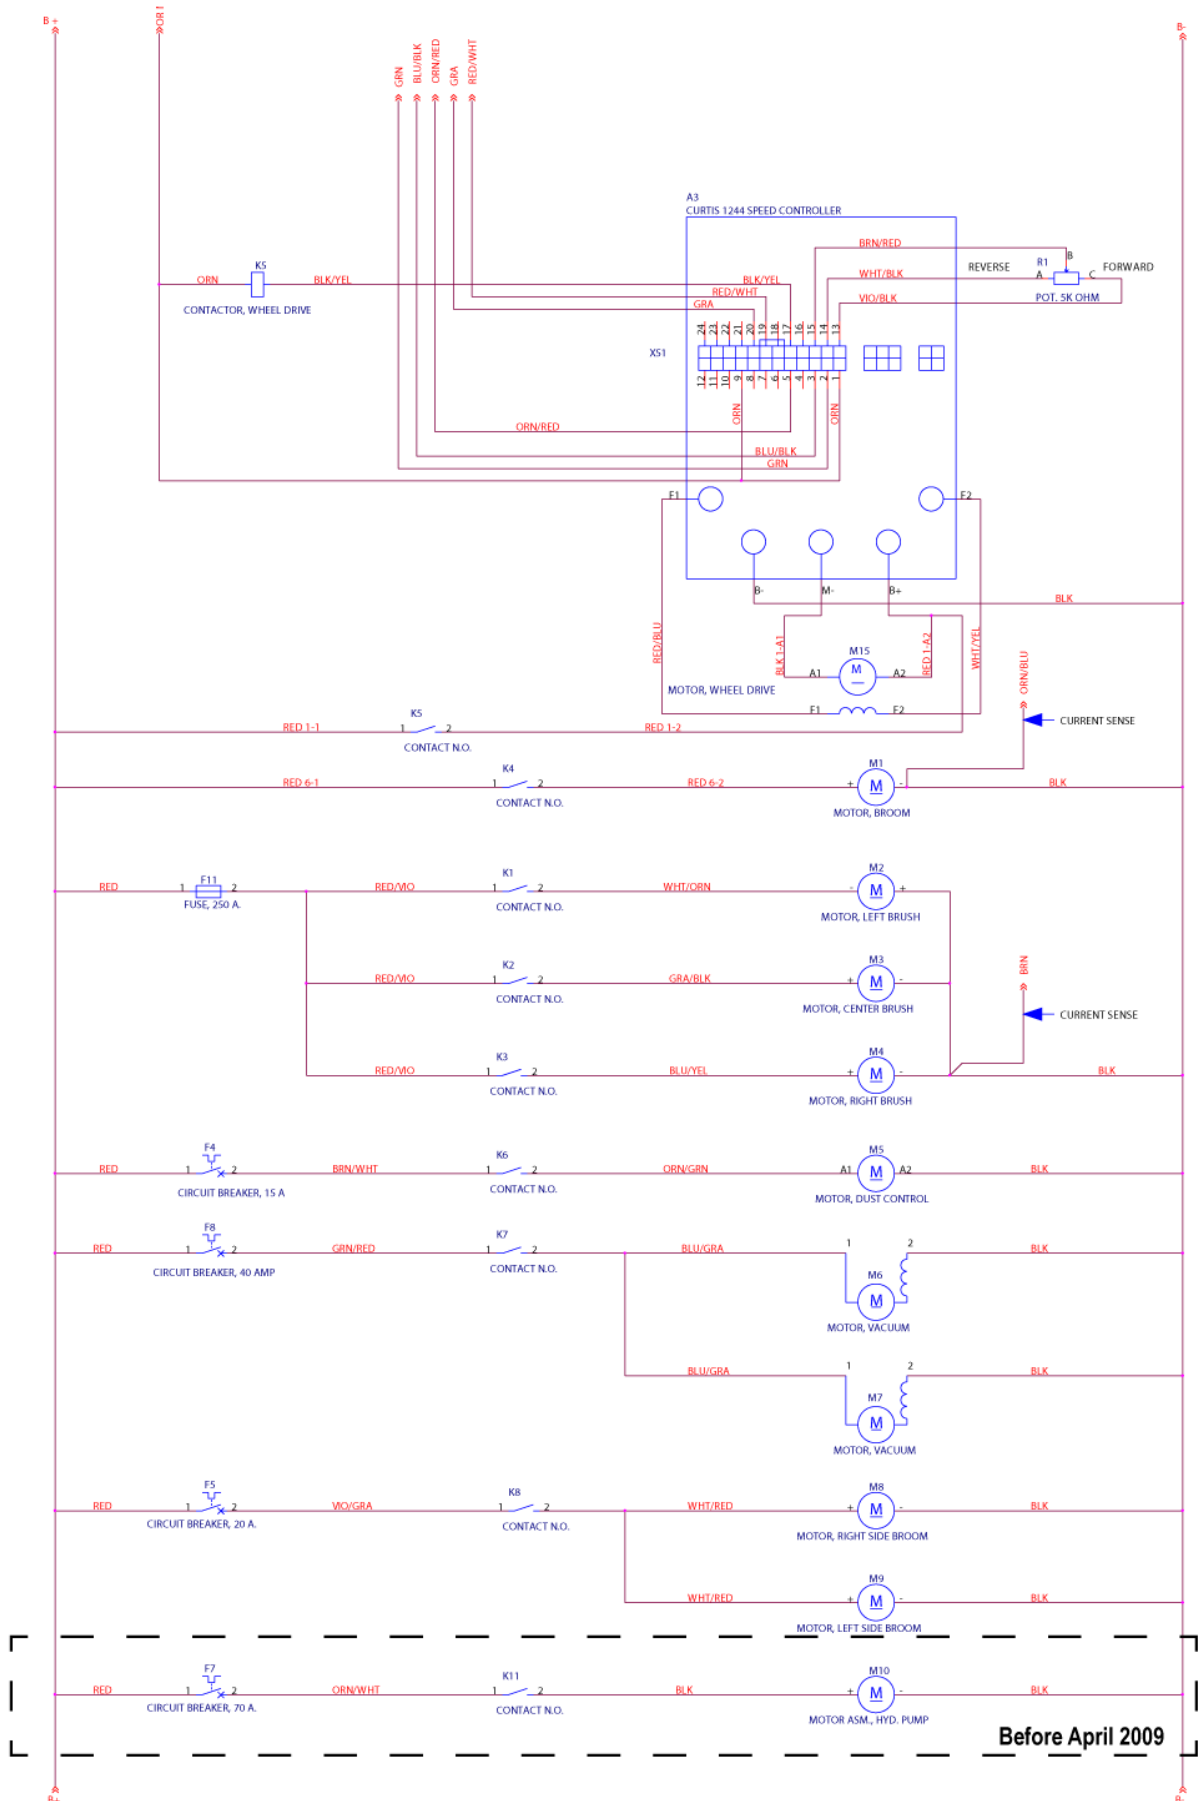 B +
OR1
B-
GRN
BLU/BLK
ORN/RED
GRA
RED/WHT
A3
CURTIS 1244 SPEED CONTROLLER
BRN/RED
B
R1
REVERSE
A
C
FORWARD
WHT/BLK
POT. 5K OHM
VIO/BLK
ORN
K5
BLK/YEL
BLK/YEL
CONTACTOR, WHEEL DRIVE
RED/WHT
GRA
XS1
24 23 22 21 20 19 18 17 16 15 14 13
12 11 10 9 8 7 6 5 4 3 2 1
ORN
ORN
ORN/RED
BLU/BLK
GRN
F1
F2
B-
M-
B+
BLK
RED/BLU
BLK 1-A1
RED 1-A2
WHT/YEL
M15
A1
M
A2
MOTOR, WHEEL DRIVE
F1
F2
ORN/BLU
CURRENT SENSE
RED 1-1
K5
1
2
RED 1-2
CONTACT N.O.
RED 6-1
K4
1
2
CONTACT N.O.
RED 6-2
M1
+
M
-
BLK
MOTOR, BROOM
RED
F11
1
2
FUSE, 250 A.
RED/VIO
K1
1
2
CONTACT N.O.
WHT/ORN
M2
-
M
+
MOTOR, LEFT BRUSH
RED/VIO
K2
1
2
CONTACT N.O.
GRA/BLK
M3
+
M
-
MOTOR, CENTER BRUSH
BRN
CURRENT SENSE
RED/VIO
K3
1
2
CONTACT N.O.
BLU/YEL
M4
+
M
-
BLK
MOTOR, RIGHT BRUSH
RED
F4
1
2
CIRCUIT BREAKER, 15 A
BRN/WHT
K6
1
2
CONTACT N.O.
ORN/GRN
M5
A1
M
A2
BLK
MOTOR, DUST CONTROL
RED
F8
1
2
CIRCUIT BREAKER, 40 AMP
GRN/RED
K7
1
2
CONTACT N.O.
BLU/GRA
1
2
BLK
M6
M
MOTOR, VACUUM
BLU/GRA
1
2
BLK
M7
M
MOTOR, VACUUM
RED
F5
1
2
CIRCUIT BREAKER, 20 A.
VIO/GRA
K8
1
2
CONTACT N.O.
WHT/RED
M8
+
M
-
BLK
MOTOR, RIGHT SIDE BROOM
WHT/RED
M9
+
M
-
BLK
MOTOR, LEFT SIDE BROOM
RED
F7
1
2
CIRCUIT BREAKER, 70 A.
ORN/WHT
K11
1
2
CONTACT N.O.
BLK
M10
+
M
-
BLK
MOTOR ASM., HYD. PUMP
Before April 2009
B+
B-